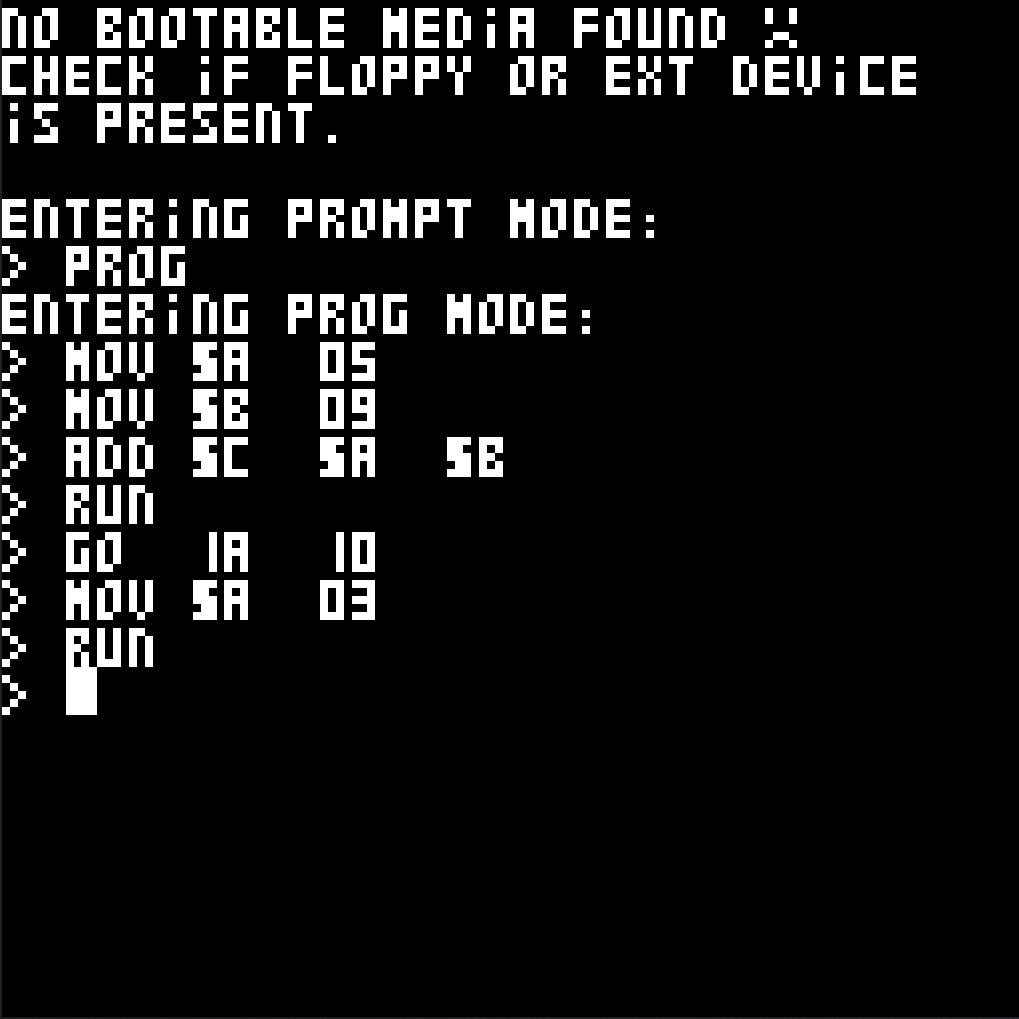 NO BOOTABLE MEDiA FOUND :(
CHECK iF FLOPPY OR EXT DEViCE
iS PRESENT.
ENTERiNG PROMPT MODE:
> PROG
ENTERiNG PROG MODE:
> MOV SA 05
> MOV SB 09
> ADD SC SA SB
> RUN
> GO 1A 10
> MOV SA 03
> RUN
>